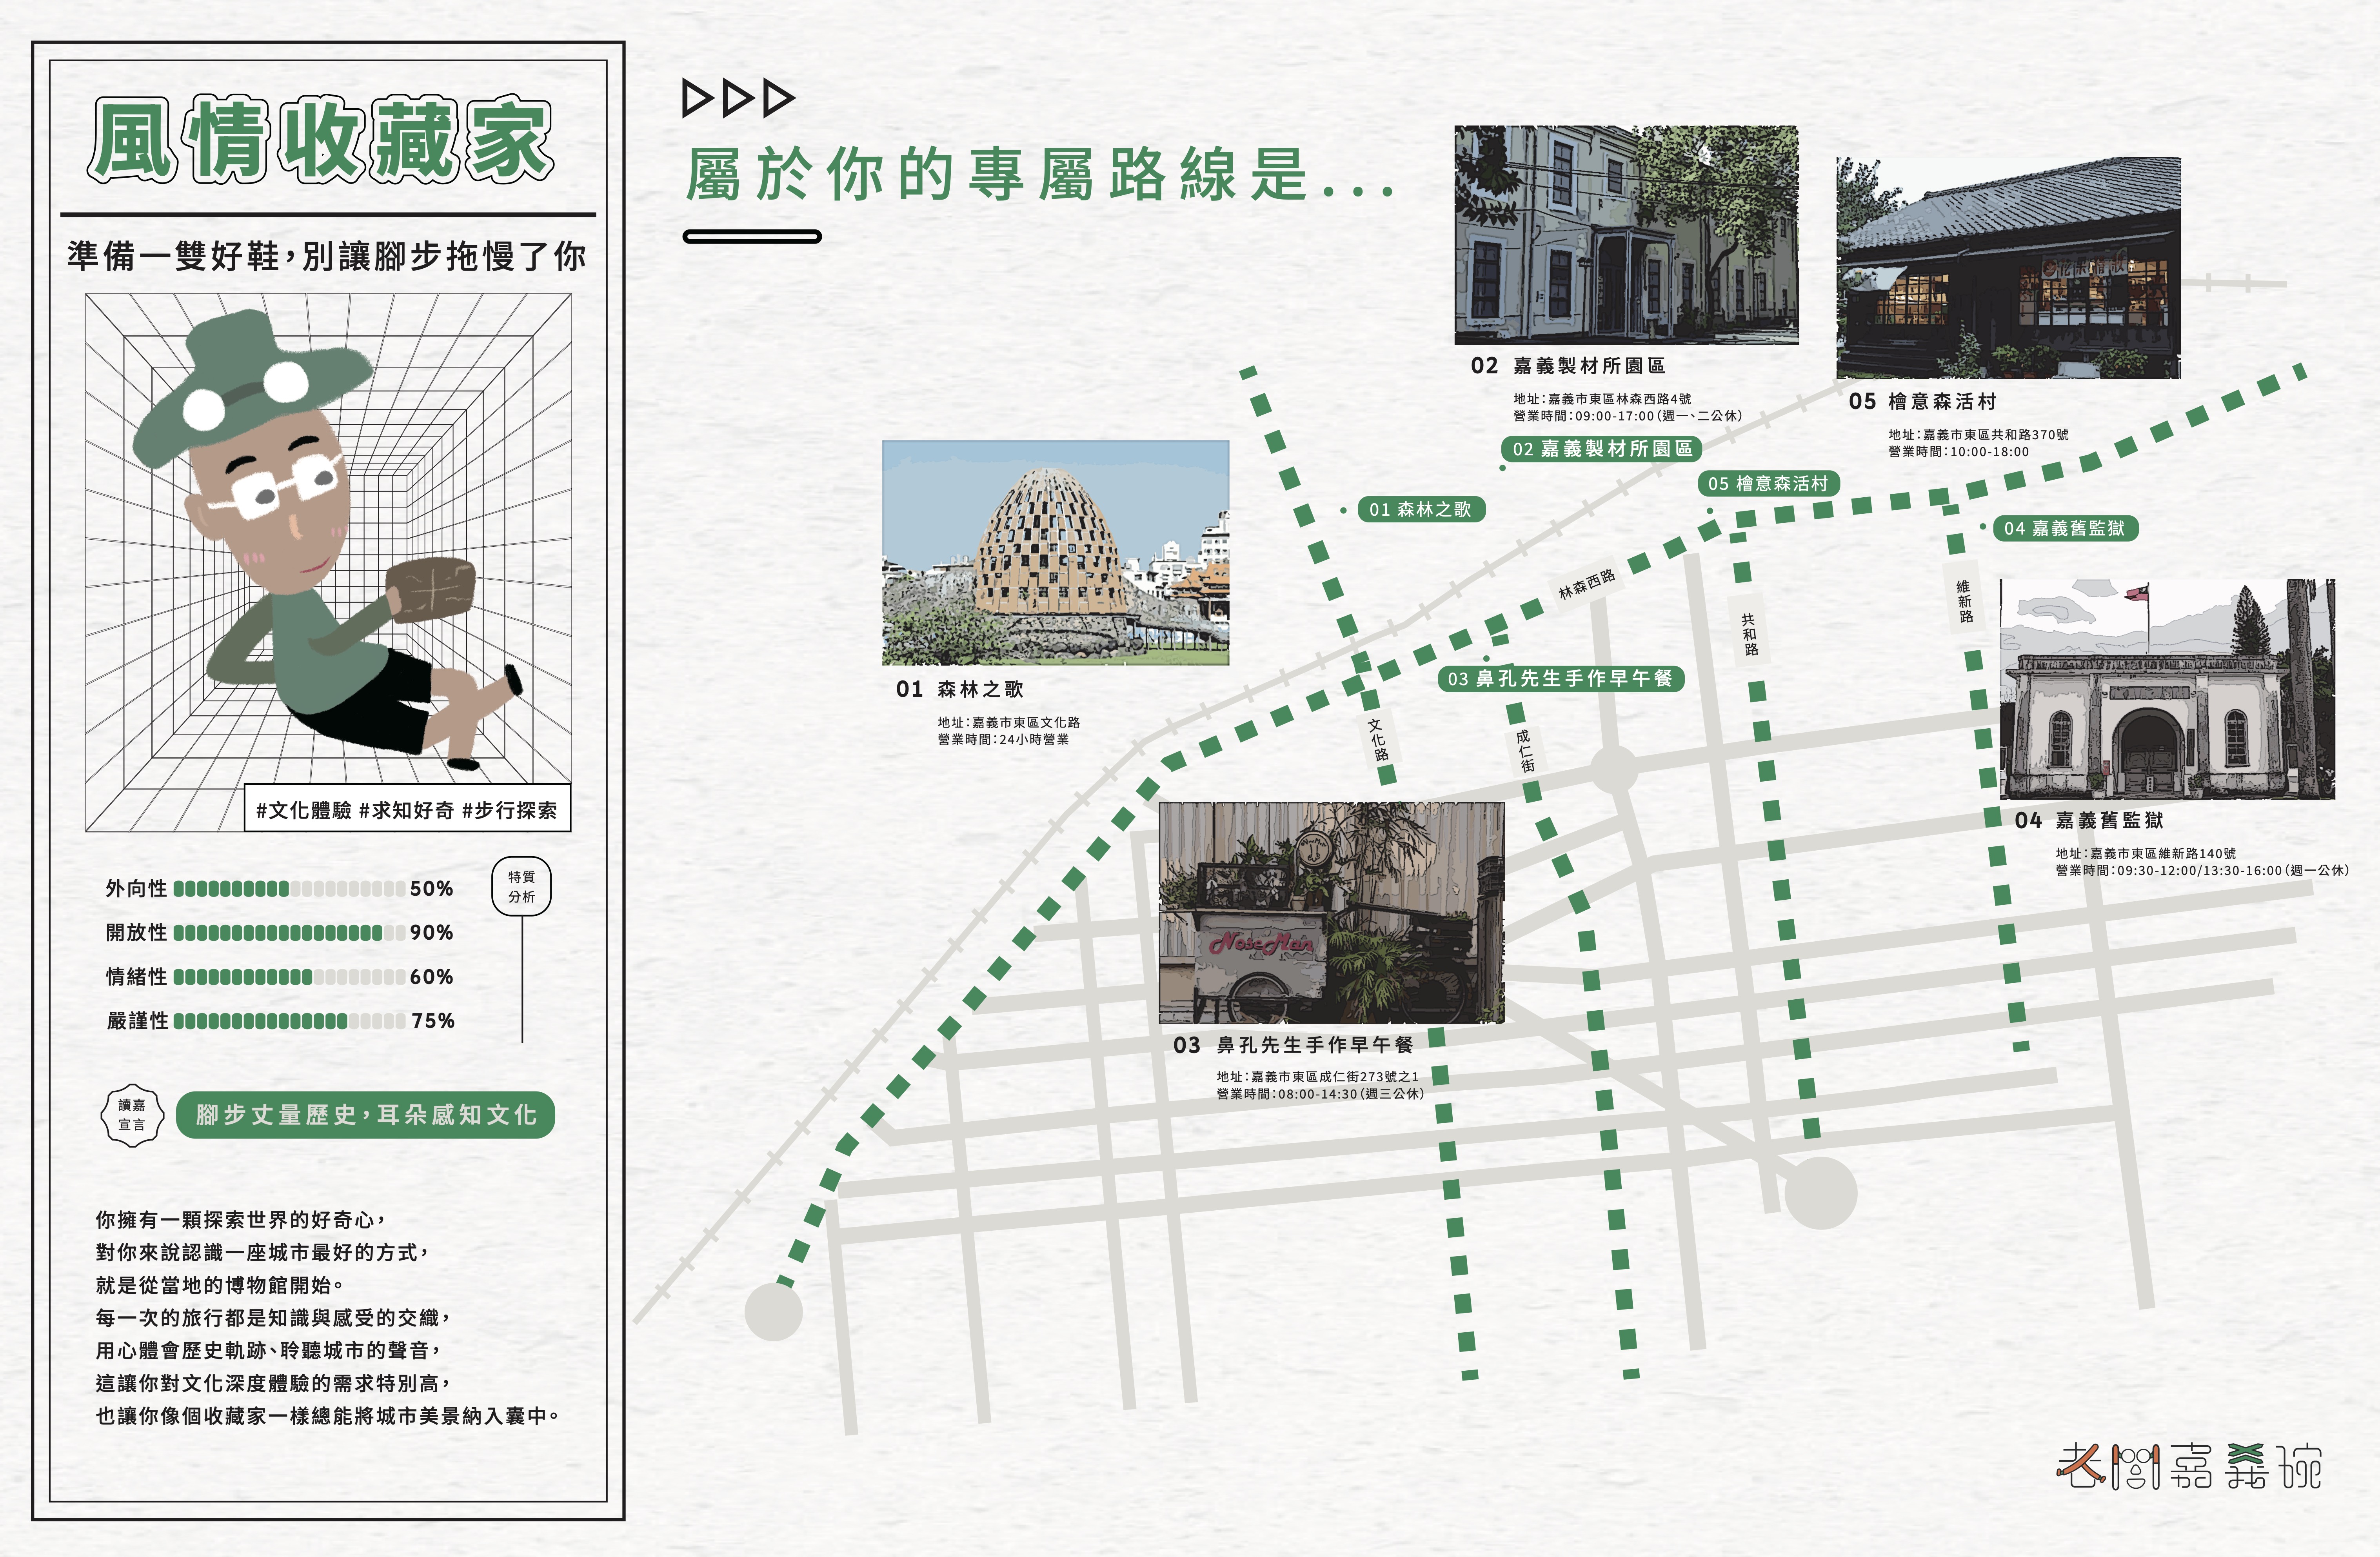 風情收藏家
準備一雙好鞋，別讓腳步拖慢了你
#文化體驗 #求知好奇 #步行探索
特質
分析
外向性 50%
開放性 90%
情緒性 60%
嚴謹性 75%
讀嘉
宣言
腳步丈量歷史，耳朵感知文化
你擁有一顆探索世界的好奇心，
對你來說認識一座城市最好的方式，
就是從當地的博物館開始。
每一次的旅行都是知識與感受的交織，
用心體會歷史軌跡、聆聽城市的聲音，
這讓你對文化深度體驗的需求特別高，
也讓你像個收藏家一樣總能將城市美景納入囊中。
屬於你的專屬路線是...
01 森林之歌
地址：嘉義市東區文化路
營業時間：24小時營業
02 嘉義製材所園區
地址：嘉義市東區林森西路4號
營業時間：09:00-17:00（週一、二公休）
05 檜意森活村
地址：嘉義市東區共和路370號
營業時間：10:00-18:00
02 嘉義製材所園區
05 檜意森活村
01 森林之歌
04 嘉義舊監獄
林森西路
共和路
維新路
03 鼻孔先生手作早午餐
文化路
成仁街
NoseMan
03 鼻孔先生手作早午餐
地址：嘉義市東區成仁街273號之1
營業時間：08:00-14:30（週三公休）
04 嘉義舊監獄
地址：嘉義市東區維新路140號
營業時間：09:30-12:00/13:30-16:00（週一公休）
老闆嘉義碗